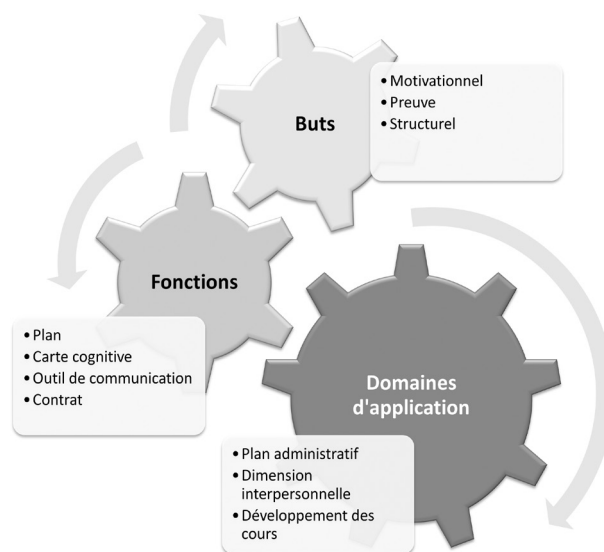 Buts
• Motivationnel
• Preuve
• Structurel
Fonctions
• Plan
• Carte cognitive
• Outil de communication
• Contrat
Domaines
d'application
• Plan administratif
• Dimension
interpersonnelle
• Développement des
cours